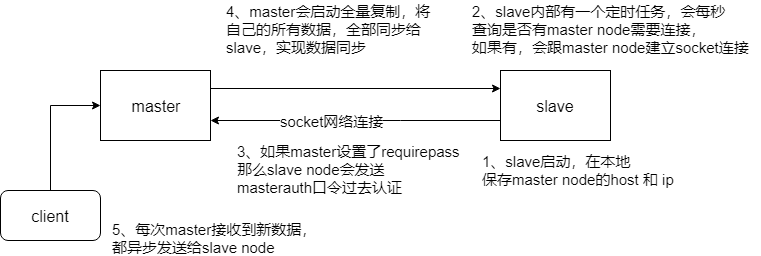 4、master会启动全量复制，将
自己的所有数据，全部同步给
slave，实现数据同步
2、slave内部有一个定时任务，会每秒
查询是否有master node需要连接，
如果有，会跟master node建立socket连接
master
slave
socket网络连接
3、如果master设置了requirepass
那么slave node会发送
masterauth口令过去认证
1、slave启动，在本地
保存master node的host 和 ip
client
5、每次master接收到新数据，
都异步发送给slave node